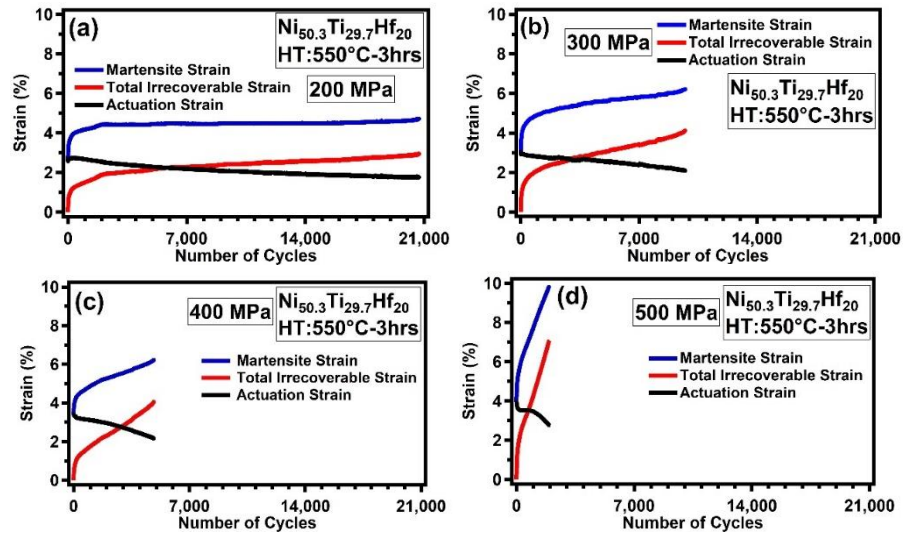 (a)
Ni50.3Ti29.7Hf20
HT:550°C-3hrs
Martensite Strain
Total Irrecoverable Strain
Actuation Strain
200 MPa
Strain (%)
10
8
6
4
2
0
0 7,000 14,000 21,000
Number of Cycles
(b)
300 MPa
Martensite Strain
Total Irrecoverable Strain
Actuation Strain
Ni50.3Ti29.7Hf20
HT:550°C-3hrs
Strain (%)
10
8
6
4
2
0
0 7,000 14,000 21,000
Number of Cycles
(c)
400 MPa
Ni50.3Ti29.7Hf20
HT:550°C-3hrs
Martensite Strain
Total Irrecoverable Strain
Actuation Strain
Strain (%)
10
8
6
4
2
0
0 7,000 14,000 21,000
Number of Cycles
(d)
500 MPa
Ni50.3Ti29.7Hf20
HT:550°C-3hrs
Martensite Strain
Total Irrecoverable Strain
Actuation Strain
Strain (%)
10
8
6
4
2
0
0 7,000 14,000 21,000
Number of Cycles